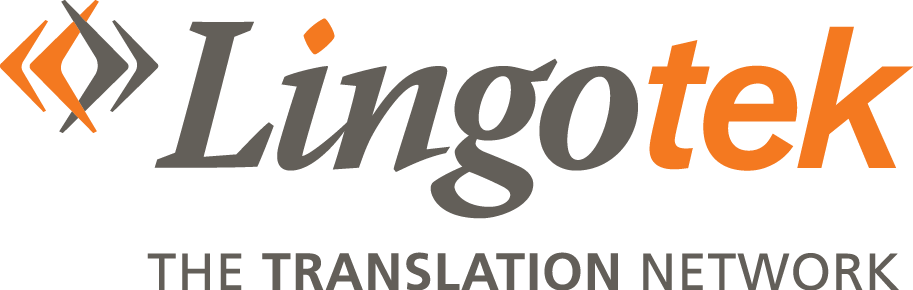 Lingotek
THE TRANSLATION NETWORK